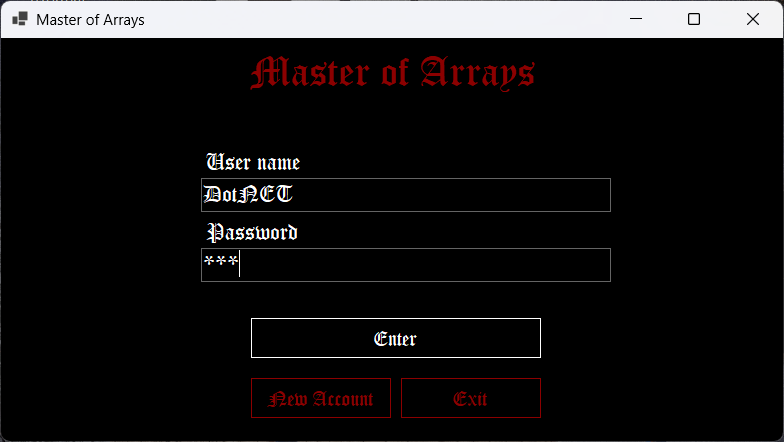 Master of Arrays
Master of Arrays
User name
DotNET
Password
***
Enter
New Account Exit